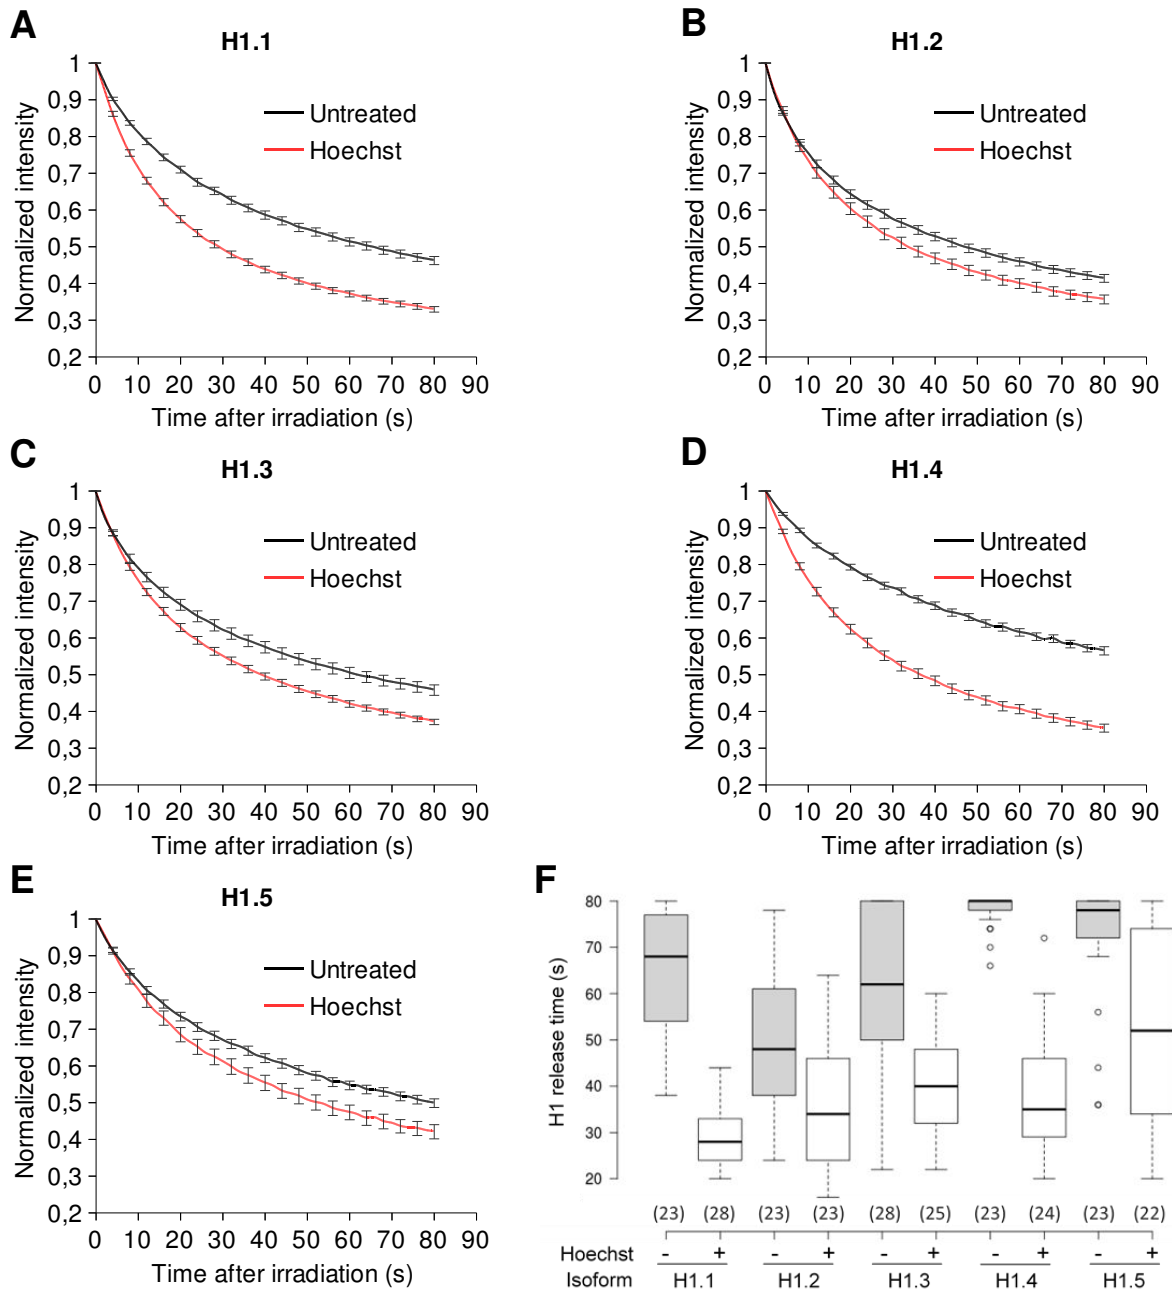 A
H1.1
1
0,9
0,8
0,7
0,6
0,5
0,4
0,3
0,2
Normalized intensity
Untreated
Hoechst
0 10 20 30 40 50 60 70 80 90
Time after irradiation (s)
B
H1.2
1
0,9
0,8
0,7
0,6
0,5
0,4
0,3
0,2
Normalized intensity
Untreated
Hoechst
0 10 20 30 40 50 60 70 80 90
Time after irradiation (s)
C
H1.3
1
0,9
0,8
0,7
0,6
0,5
0,4
0,3
0,2
Normalized intensity
Untreated
Hoechst
0 10 20 30 40 50 60 70 80 90
Time after irradiation (s)
D
H1.4
1
0,9
0,8
0,7
0,6
0,5
0,4
0,3
0,2
Normalized intensity
Untreated
Hoechst
0 10 20 30 40 50 60 70 80 90
Time after irradiation (s)
E
H1.5
1
0,9
0,8
0,7
0,6
0,5
0,4
0,3
0,2
Normalized intensity
Untreated
Hoechst
0 10 20 30 40 50 60 70 80 90
Time after irradiation (s)
F
80
70
60
50
40
30
20
H1 release time (s)
(23) (28) (23) (23) (28) (25) (23) (24) (23) (22)
Hoechst - + - + - + - + - +
Isoform H1.1 H1.2 H1.3 H1.4 H1.5